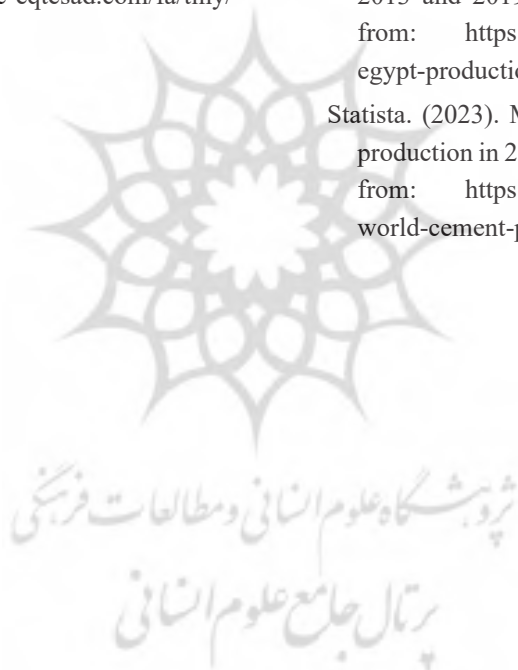 eqtesad.com/fa/tiny/
2015 and 2019
from: https
egypt-productio
Statista. (2023). M
production in 2
from: https
world-cement-p
پژوهشگاه علوم انسانی و مطالعات فرهنگی
پرتال جامع علوم انسانی